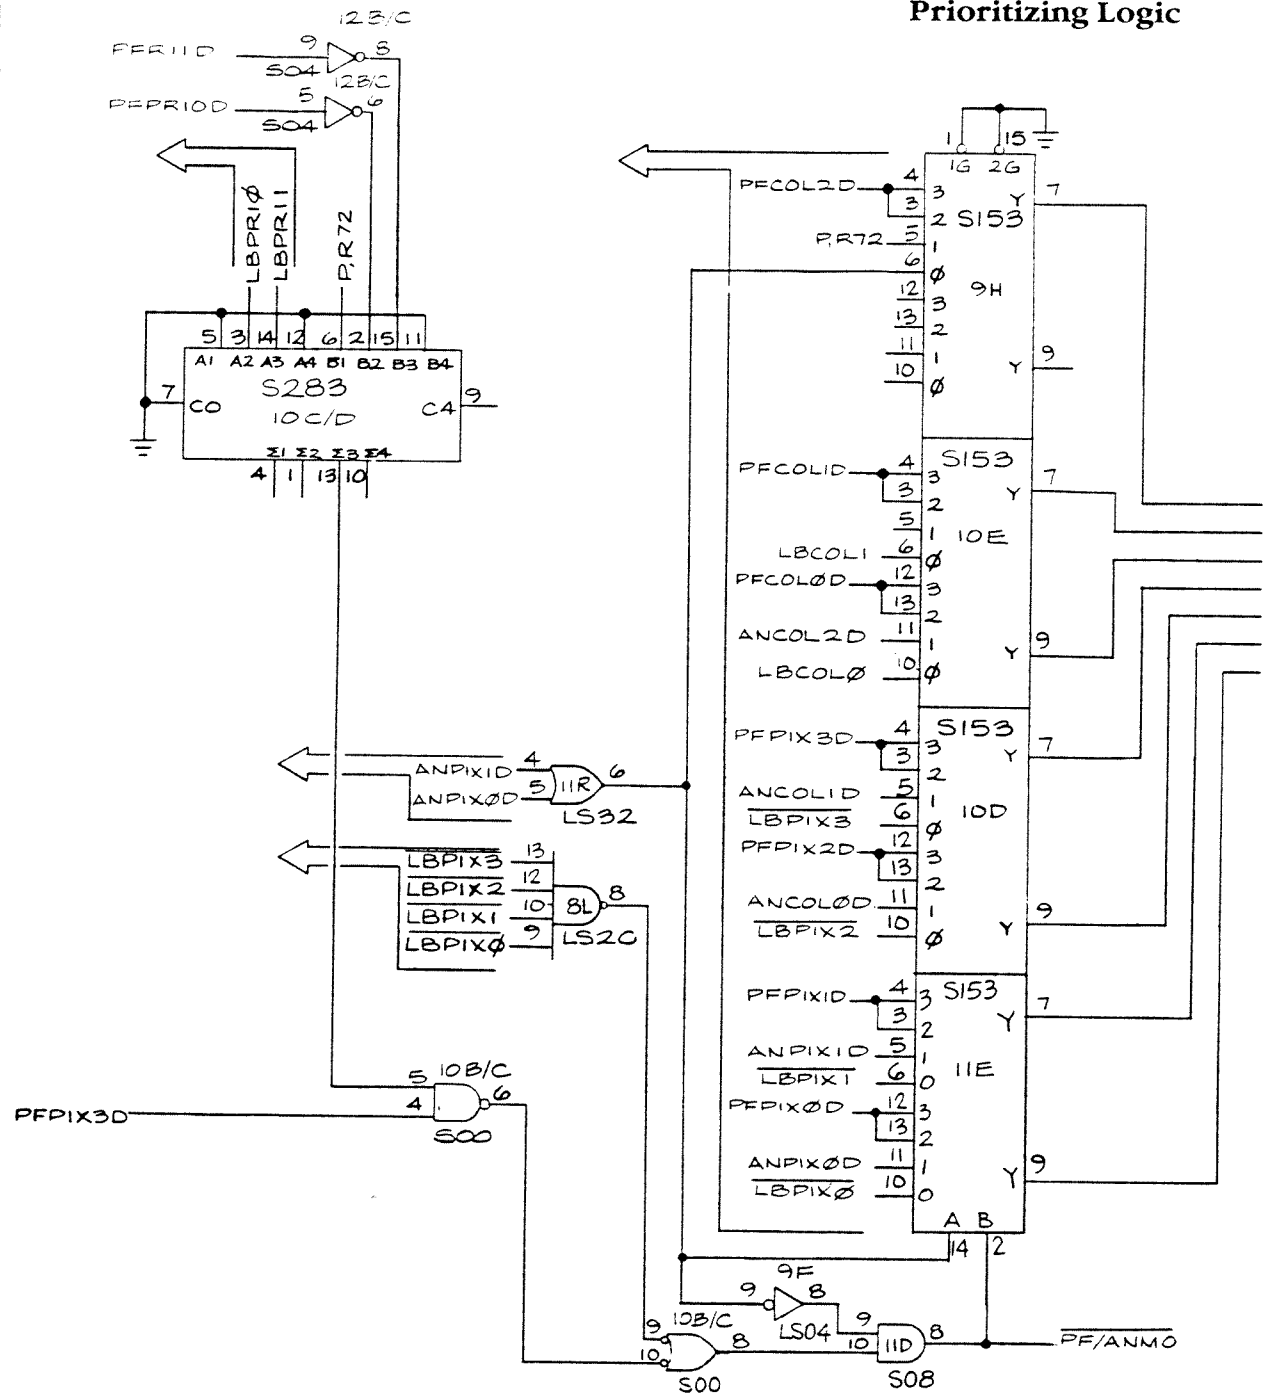 Prioritizing Logic
12B/C
PFR11D 9 8
S04
12B/C
PFPR10D 5 6
S04
LBPR1Ø
LBPR11
P,R72
5 3 14 12 6 2 15 11
A1 A2 A3 A4 B1 B2 B3 B4
S283
7 CO 10C/D C4 9
Σ1 Σ2 Σ3 Σ4
4 1 13 10
1 15
1G 2G
PFCOL2D 4 3 Y 7
3 2 S153
P,R72 5 1
6 Ø
9H
12 3
13 2
11 1 Y 9
10 Ø
S153
PFCOL1D 4 3 Y 7
3 2
5 1 10E
LBCOL1 6 Ø
PFCOLØD 12 3
13 2
ANCOL2D 11 1 Y 9
LBCOLØ 10 Ø
S153
PFPIX3D 4 3 Y 7
3 2
ANCOL1D 5 1 10D
LBPIX3 6 Ø
PFPIX2D 12 3
13 2
ANCOLØD 11 1 Y 9
LBPIX2 10 Ø
S153
PFPIX1D 4 3 Y 7
3 2
ANPIX1D 5 1 11E
LBPIX1 6 0
PFPIXØD 12 3
13 2
ANPIXØD 11 1 Y 9
LBPIXØ 10 0
A B
14 2
ANPIX1D 4 11R 6
ANPIXØD 5
LS32
LBPIX3 13
LBPIX2 12 8L 8
LBPIX1 10
LBPIXØ 9 LS20
10B/C
5 6
PFPIX3D 4
S00
9F
9 8
LS04
10B/C
9 8
10
S00
9 11D 8
10
S08
PF/ANMO